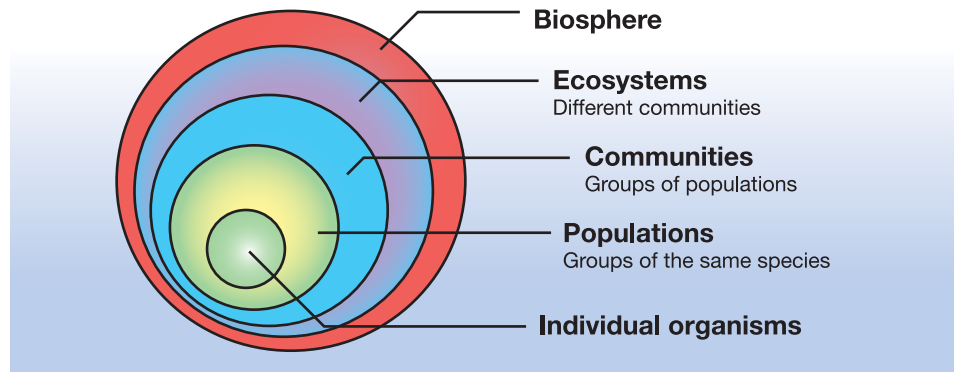 Biosphere
Ecosystems
Different communities
Communities
Groups of populations
Populations
Groups of the same species
Individual organisms